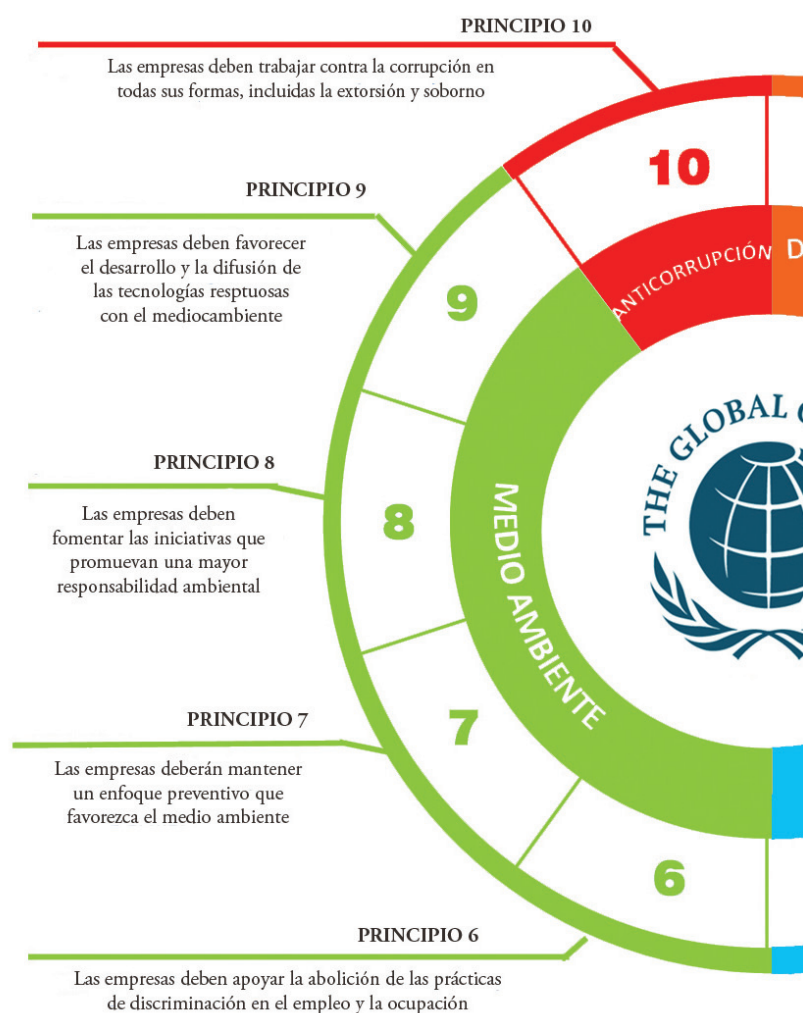 PRINCIPIO 10
Las empresas deben trabajar contra la corrupción en
todas sus formas, incluidas la extorsión y soborno
10
ANTICORRUPCIÓN
D
PRINCIPIO 9
Las empresas deben favorecer
el desarrollo y la difusión de
las tecnologías resptuosas
con el mediocambiente
9
THE GLOBAL
PRINCIPIO 8
Las empresas deben
fomentar las iniciativas que
promuevan una mayor
responsabilidad ambiental
8
MEDIO AMBIENTE
PRINCIPIO 7
Las empresas deberán mantener
un enfoque preventivo que
favorezca el medio ambiente
7
6
PRINCIPIO 6
Las empresas deben apoyar la abolición de las prácticas
de discriminación en el empleo y la ocupación